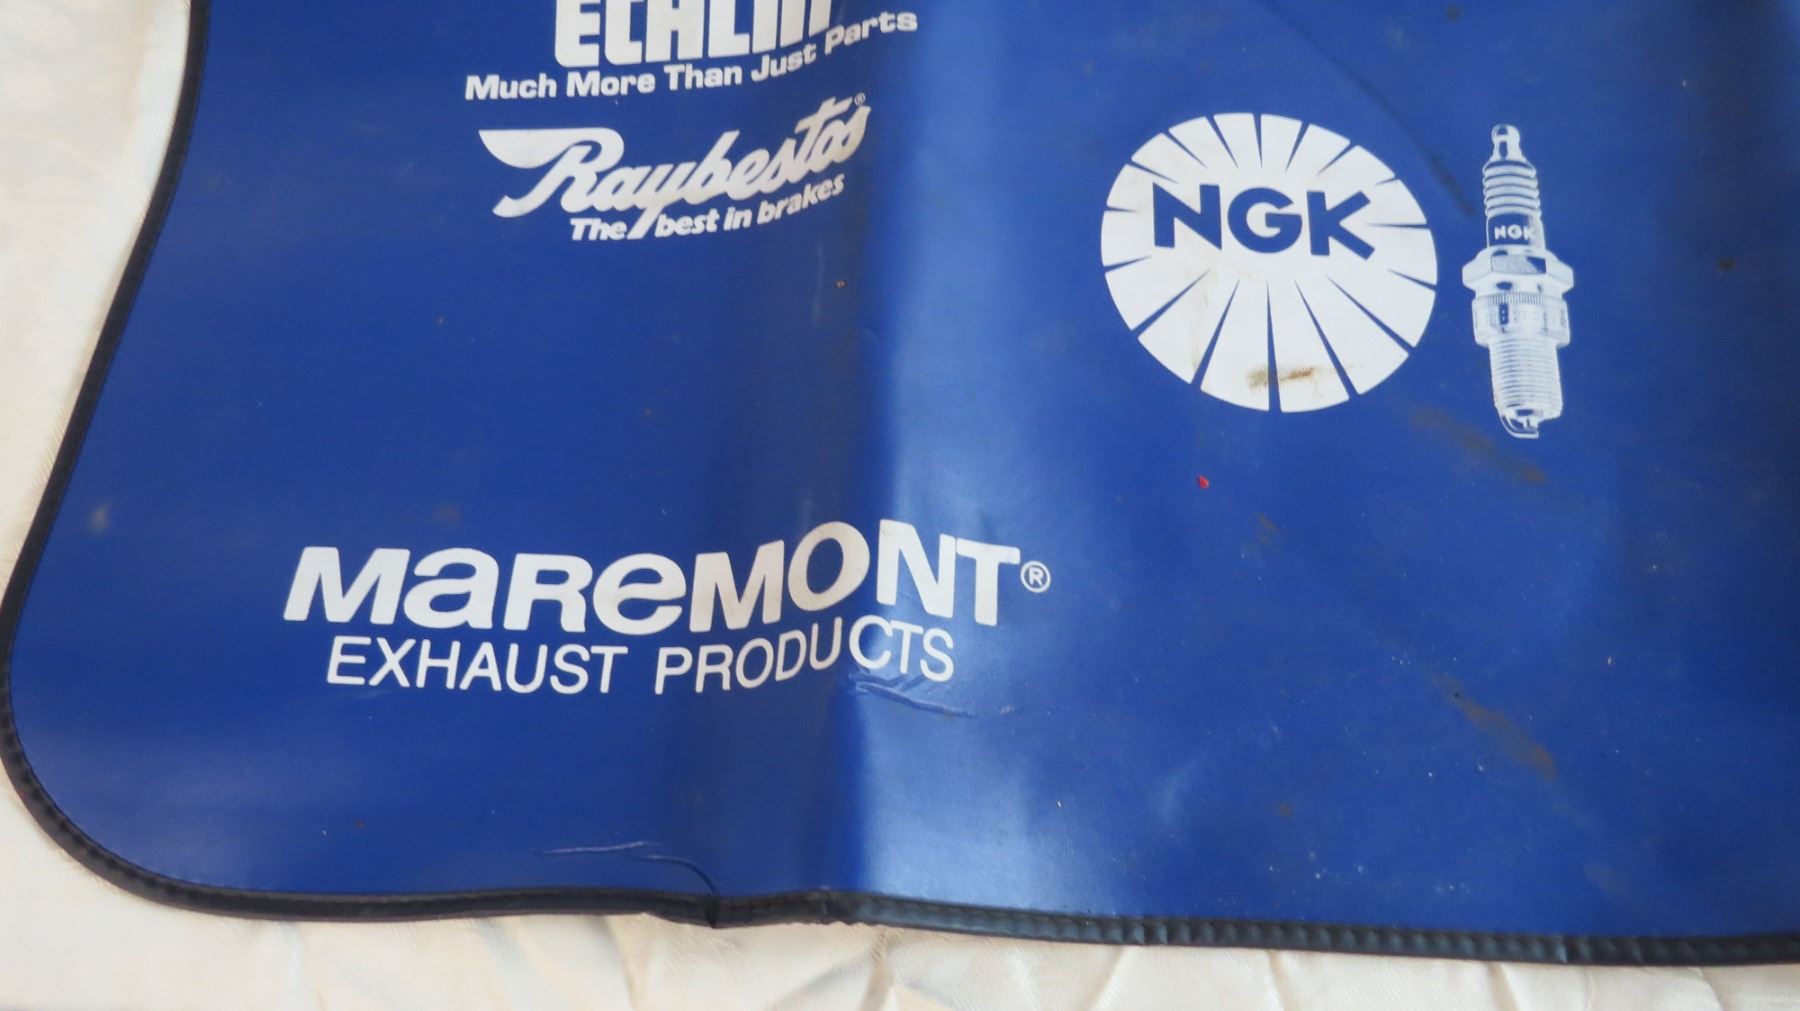 ECHLIN
Much More Than Just Parts
Raybestos®
The best in brakes
NGK
NGK
MAREMONT®
EXHAUST PRODUCTS